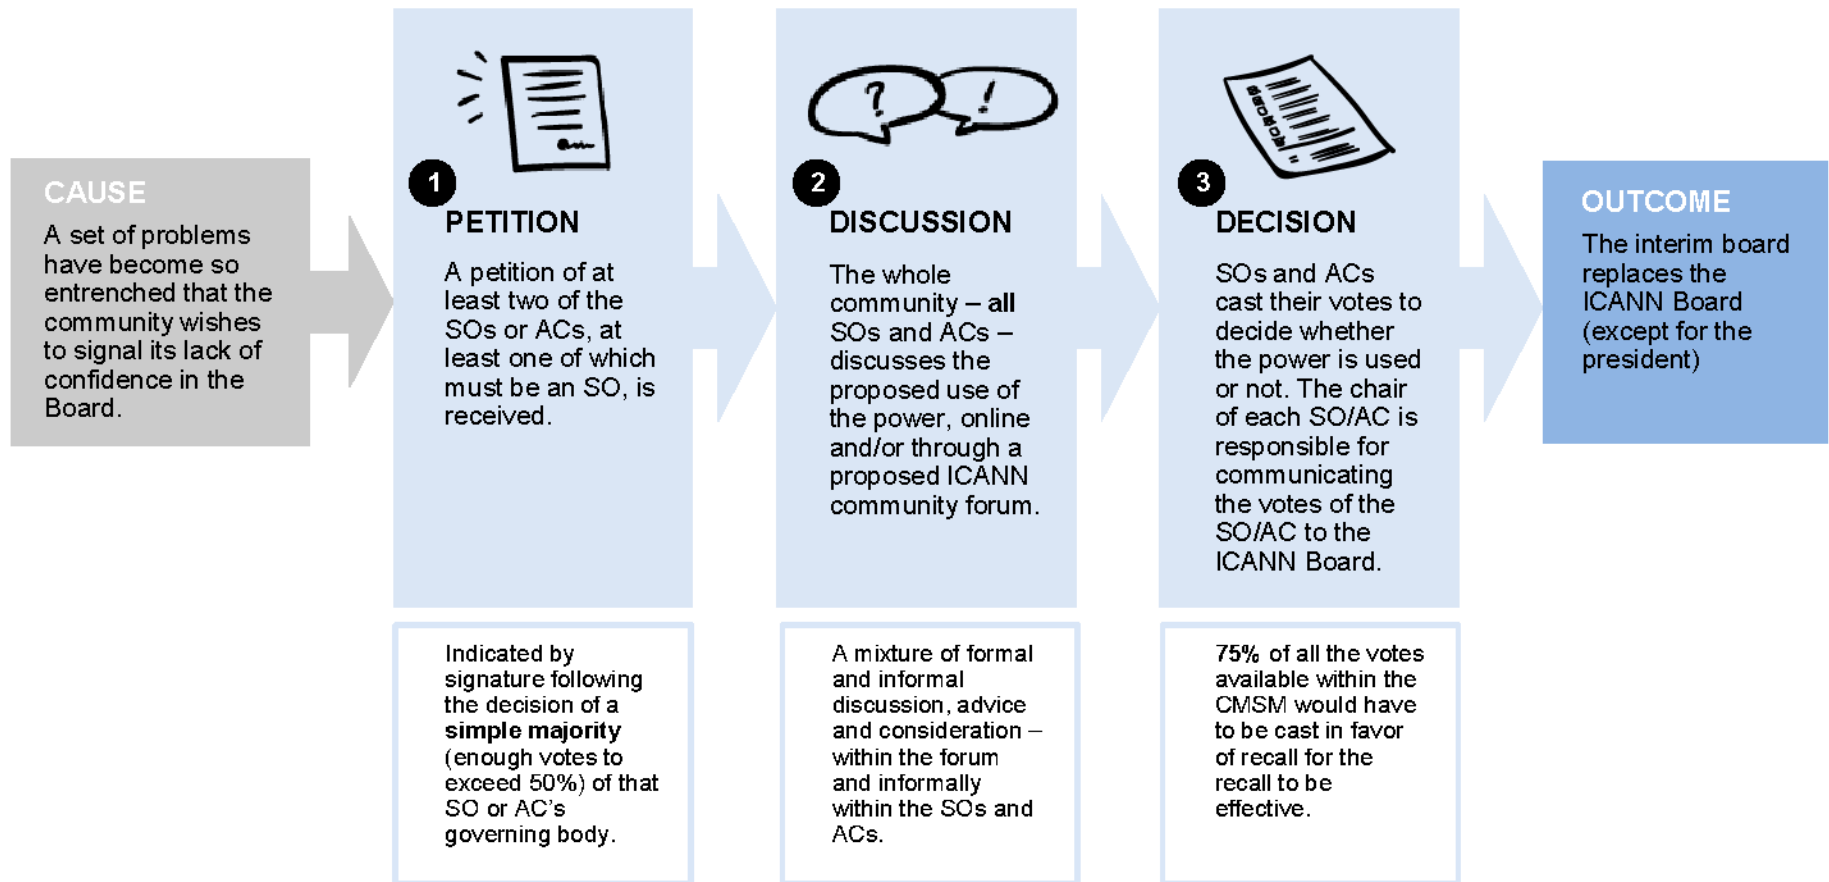 CAUSE
A set of problems
have become so
entrenched that the
community wishes
to signal its lack of
confidence in the
Board.
1
PETITION
A petition of at
least two of the
SOs or ACs, at
least one of which
must be an SO, is
received.
Indicated by
signature following
the decision of a
simple majority
(enough votes to
exceed 50%) of that
SO or AC's
governing body.
?
!
2
DISCUSSION
The whole
community – all
SOs and ACs –
discusses the
proposed use of
the power, online
and/or through a
proposed ICANN
community forum.
A mixture of formal
and informal
discussion, advice
and consideration –
within the forum
and informally
within the SOs and
ACs.
3
DECISION
SOs and ACs
cast their votes to
decide whether
the power is used
or not. The chair
of each SO/AC is
responsible for
communicating
the votes of the
SO/AC to the
ICANN Board.
75% of all the votes
available within the
CMSM would have
to be cast in favor
of recall for the
recall to be
effective.
OUTCOME
The interim board
replaces the
ICANN Board
(except for the
president)